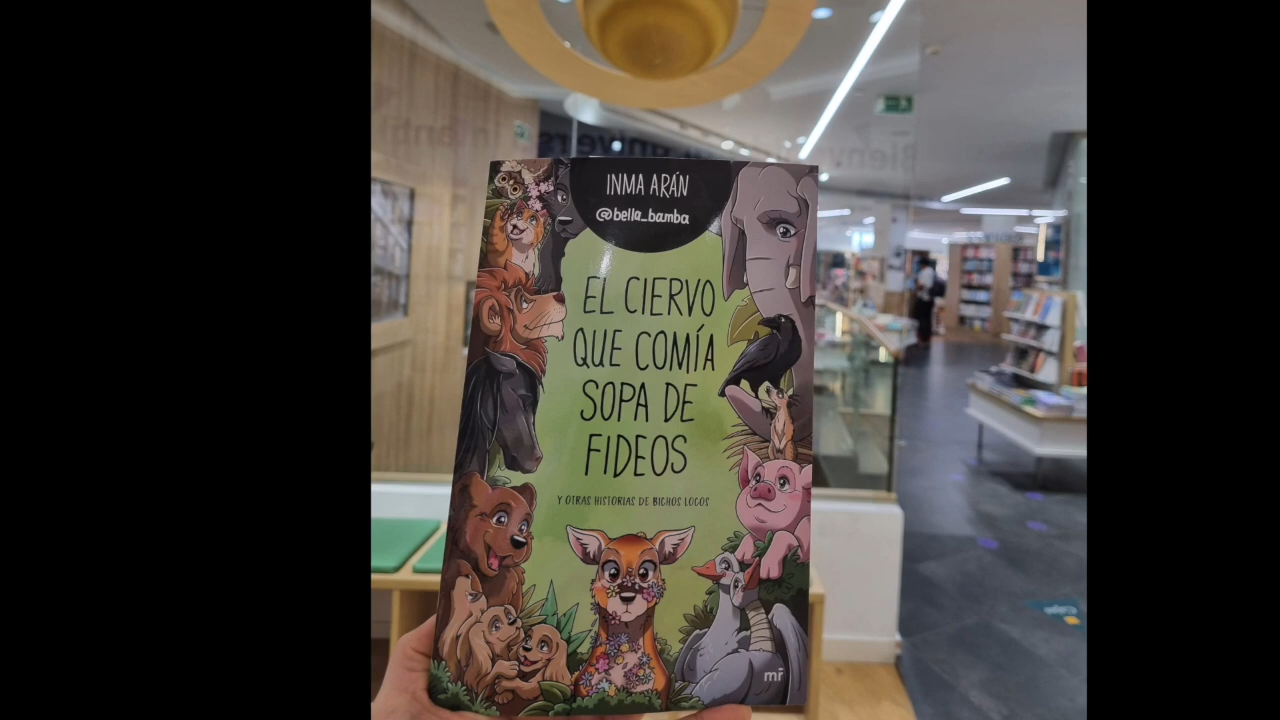 INMA ARÁN
@bella_bamba
EL CIERVO
QUE COMÍA
SOPA DE
FIDEOS
Y OTRAS HISTORIAS DE BICHOS LOCOS
mr